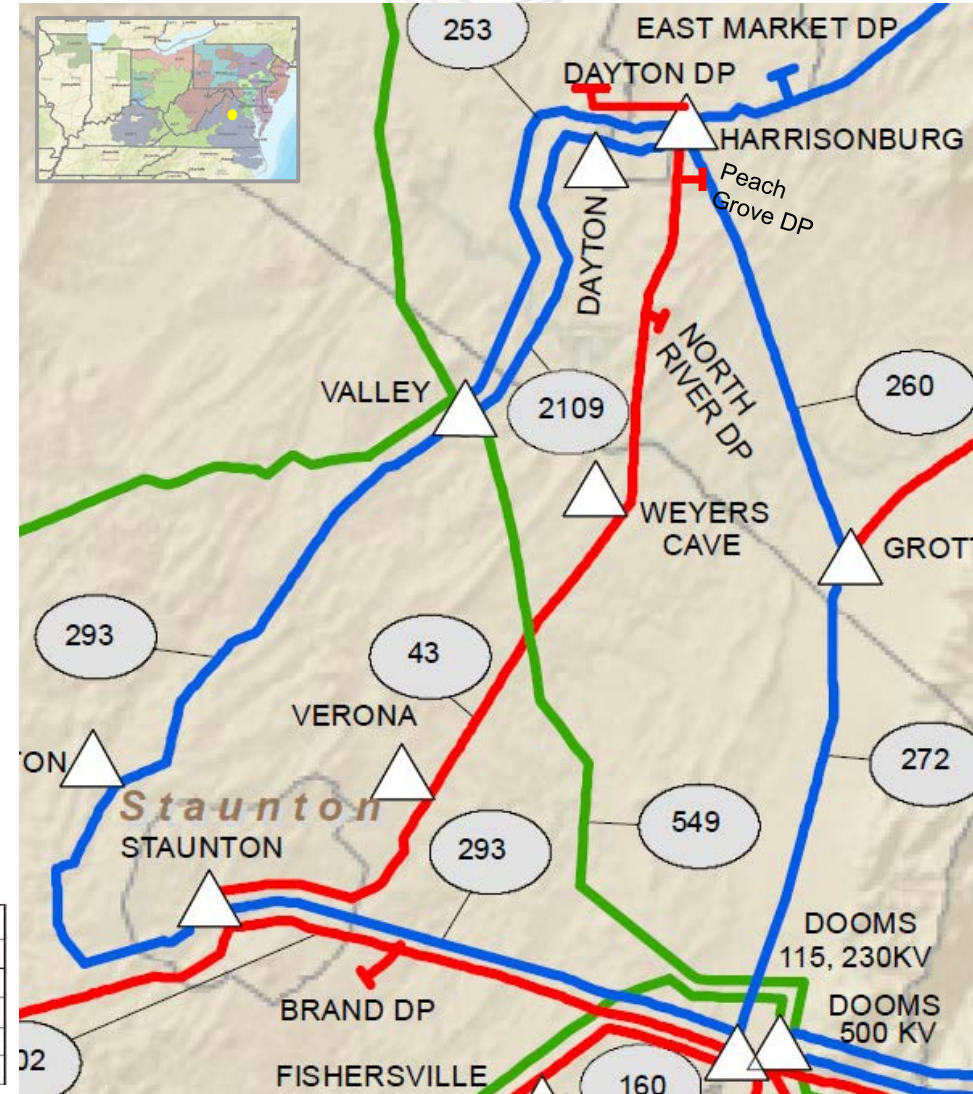 253
EAST MARKET DP
DAYTON DP
HARRISONBURG
Peach
Grove DP
DAYTON
NORTH
RIVER DP
VALLEY
2109
260
WEYERS
CAVE
GROTT
293
43
VERONA
272
TON
Staunton
549
STAUNTON
293
DOOMS
115, 230KV
DOOMS
500 KV
BRAND DP
02
FISHERSVILLE
160